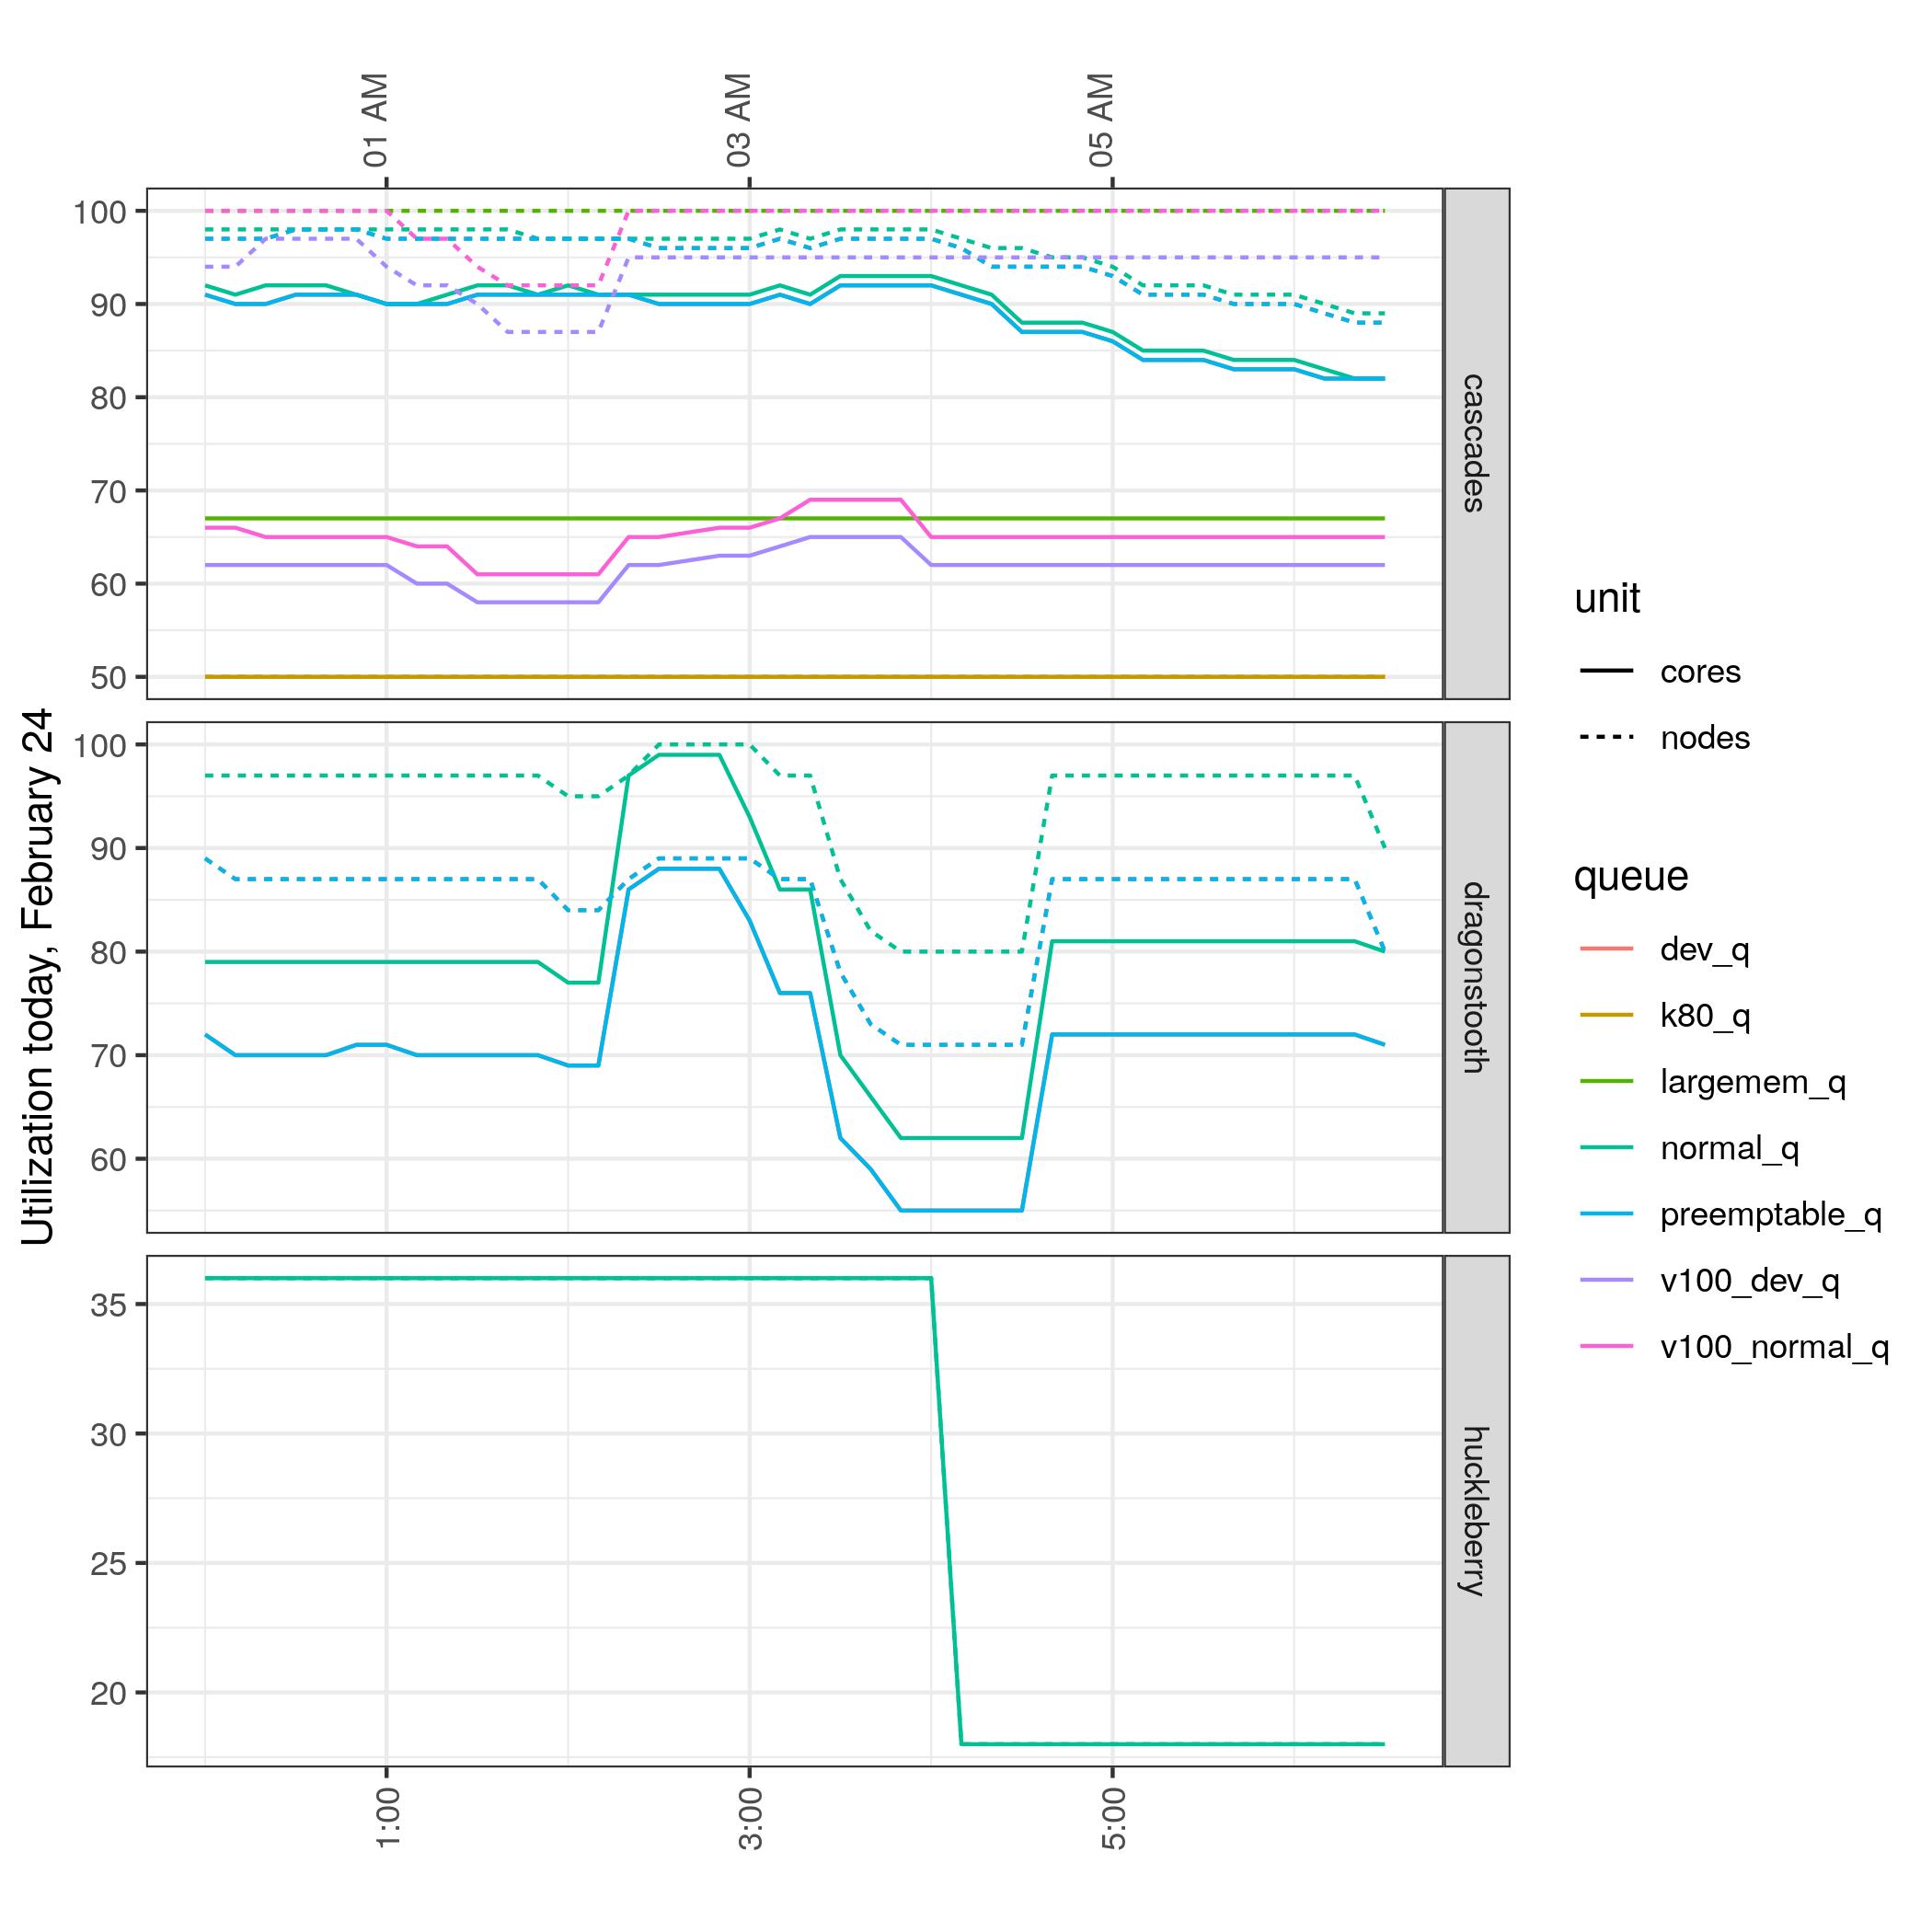 01 AM
03 AM
05 AM
Utilization today, February 24
100
90
80
70
60
50
cascades
100
90
80
70
60
dragonstooth
35
30
25
20
huckleberry
1:00
3:00
5:00
unit
cores
nodes
queue
dev_q
k80_q
largemem_q
normal_q
preemptable_q
v100_dev_q
v100_normal_q